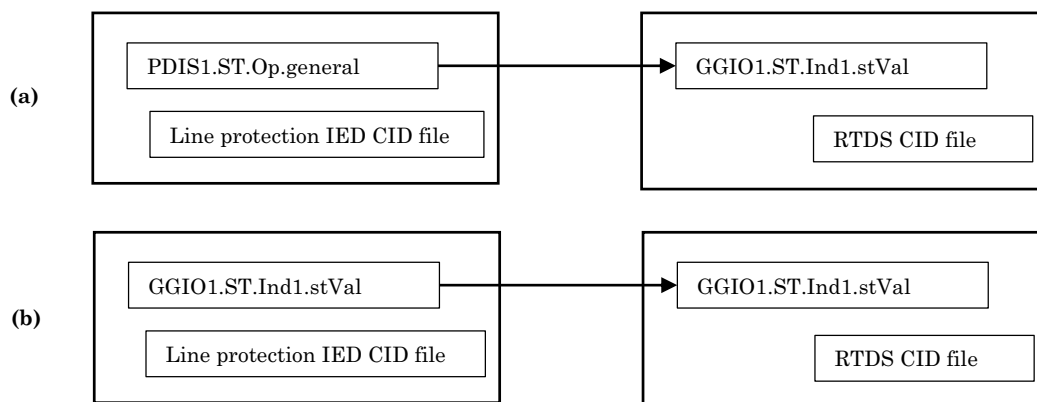 PDIS1.ST.Op.general
GGIO1.ST.Ind1.stVal
(a)
Line protection IED CID file
RTDS CID file
GGIO1.ST.Ind1.stVal
GGIO1.ST.Ind1.stVal
(b)
Line protection IED CID file
RTDS CID file